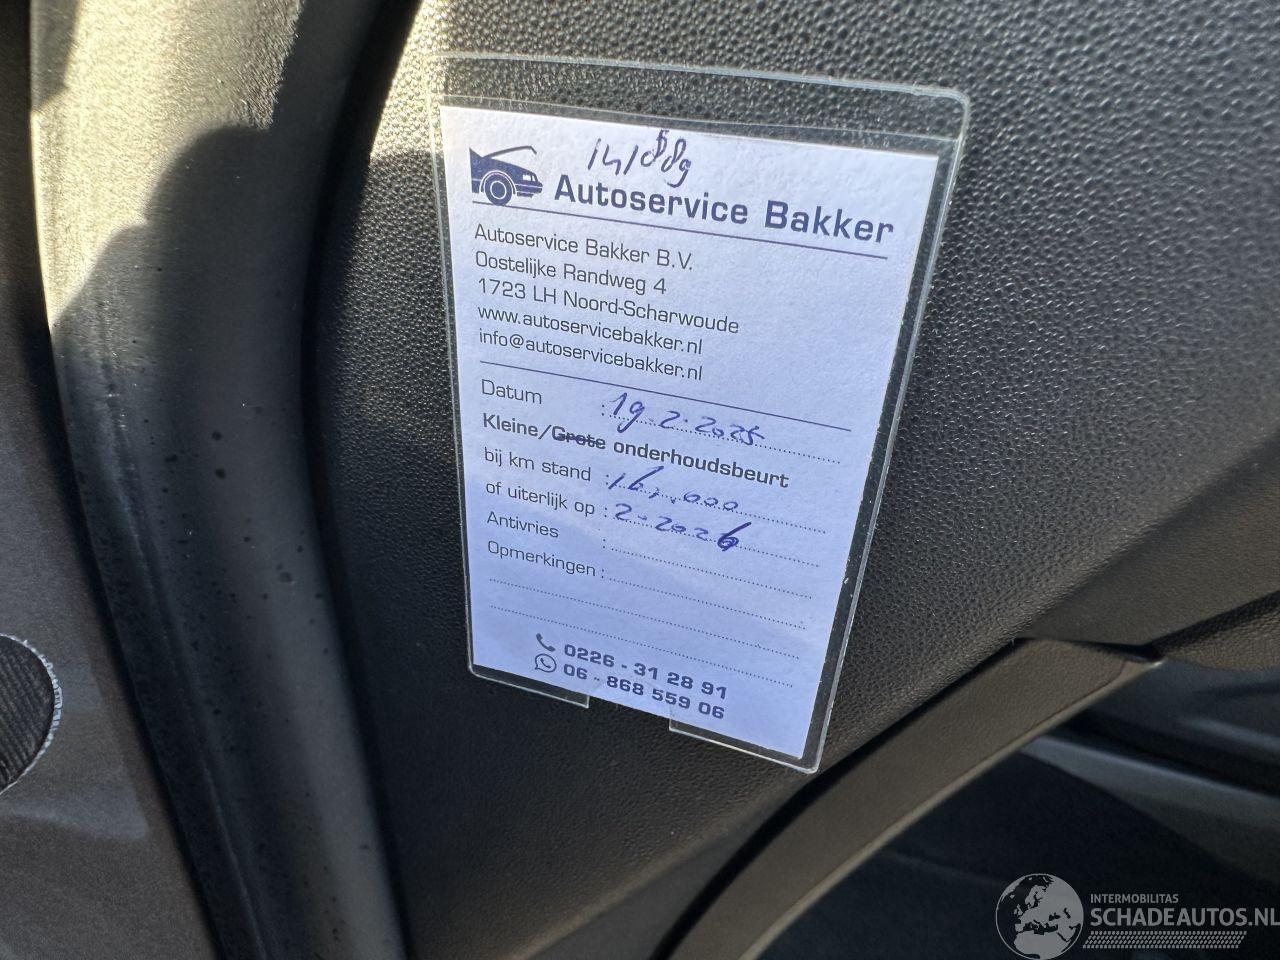 Autoservice Bakker
Autoservice Bakker B.V.
Oostelijke Randweg 4
1723 LH Noord-Scharwoude
www.autoservicebakker.nl
info@autoservicebakker.nl
Datum : 19-2-2025
Kleine/Grote onderhoudsbeurt
bij km stand : 16.000
of uiterlijk op : 2-2026
Antivries :
Opmerkingen :
0226 - 31 28 91
06 - 868 559 06
INTERMOBILITAS
SCHADEAUTOS.NL